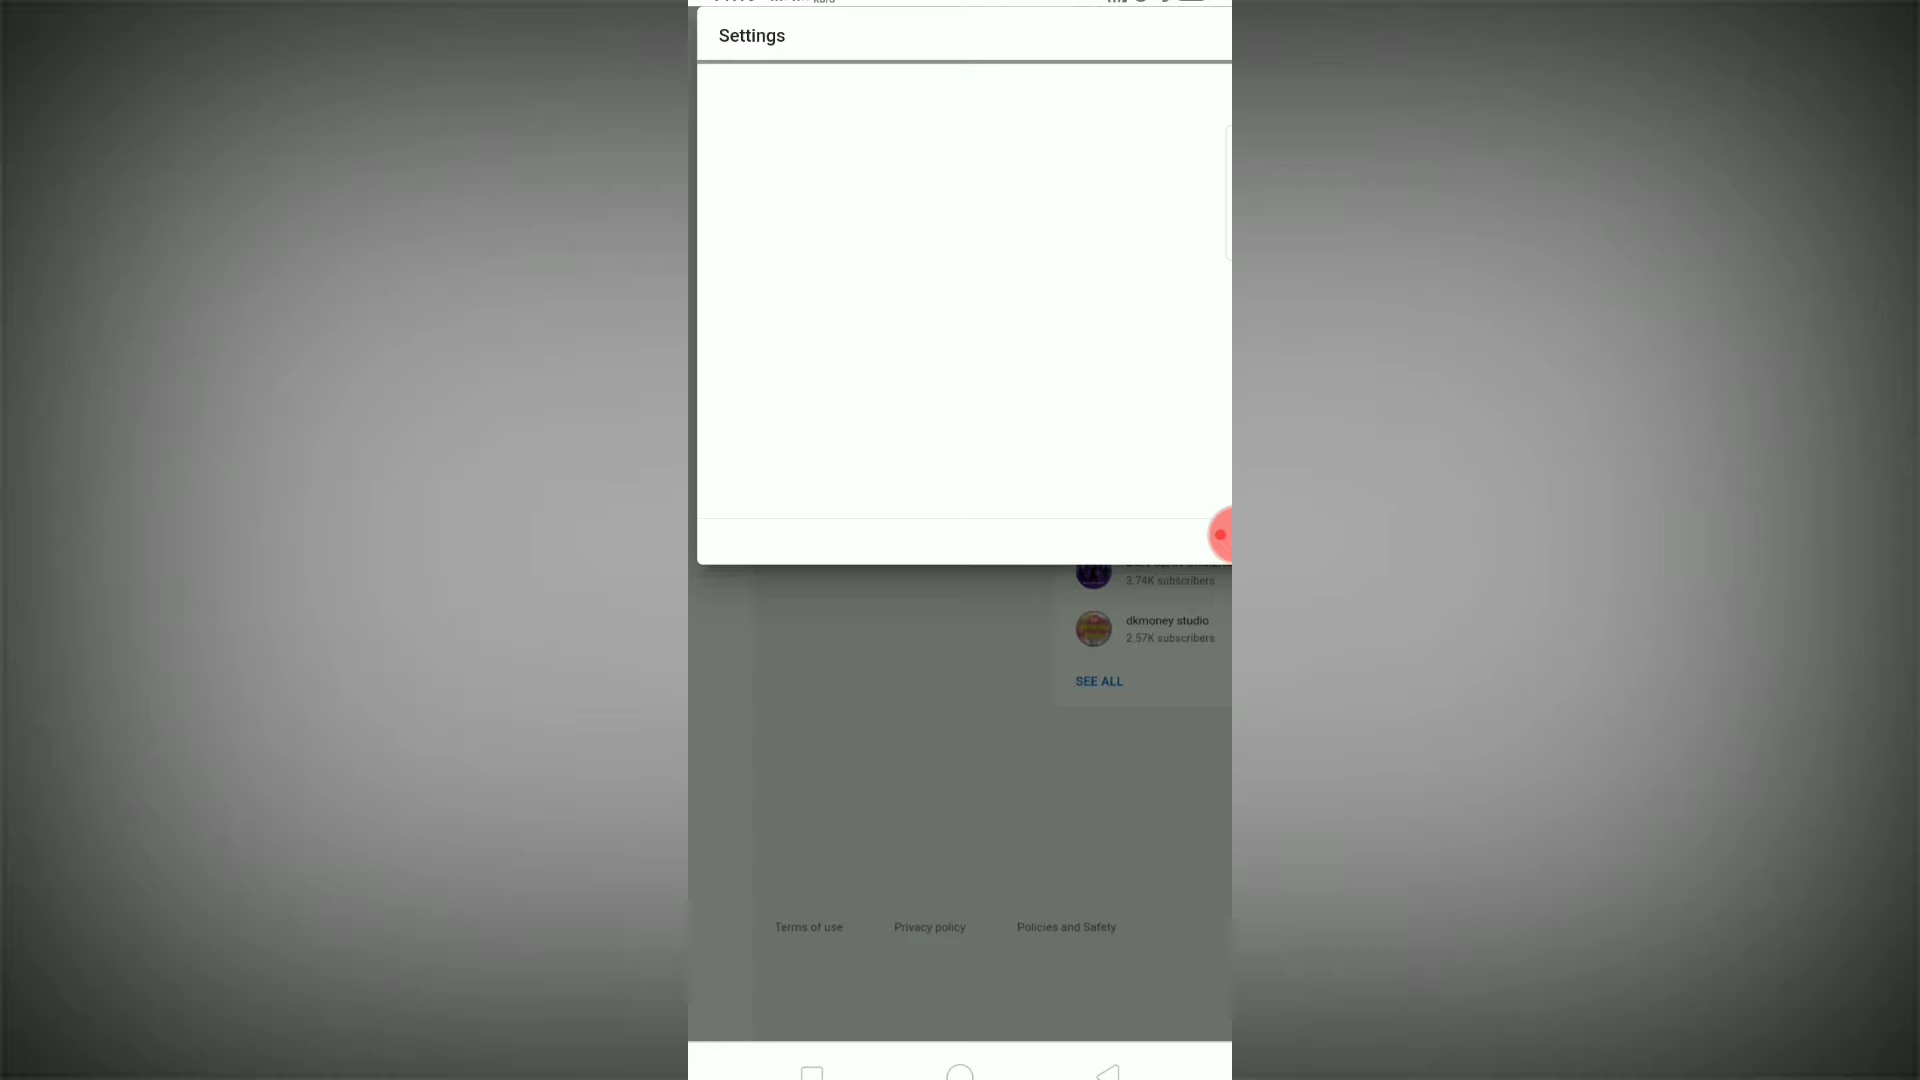 Settings
3.74K subscribers
dkmoney studio
2.57K subscribers
SEE ALL
Terms of use
Privacy policy
Policies and Safety